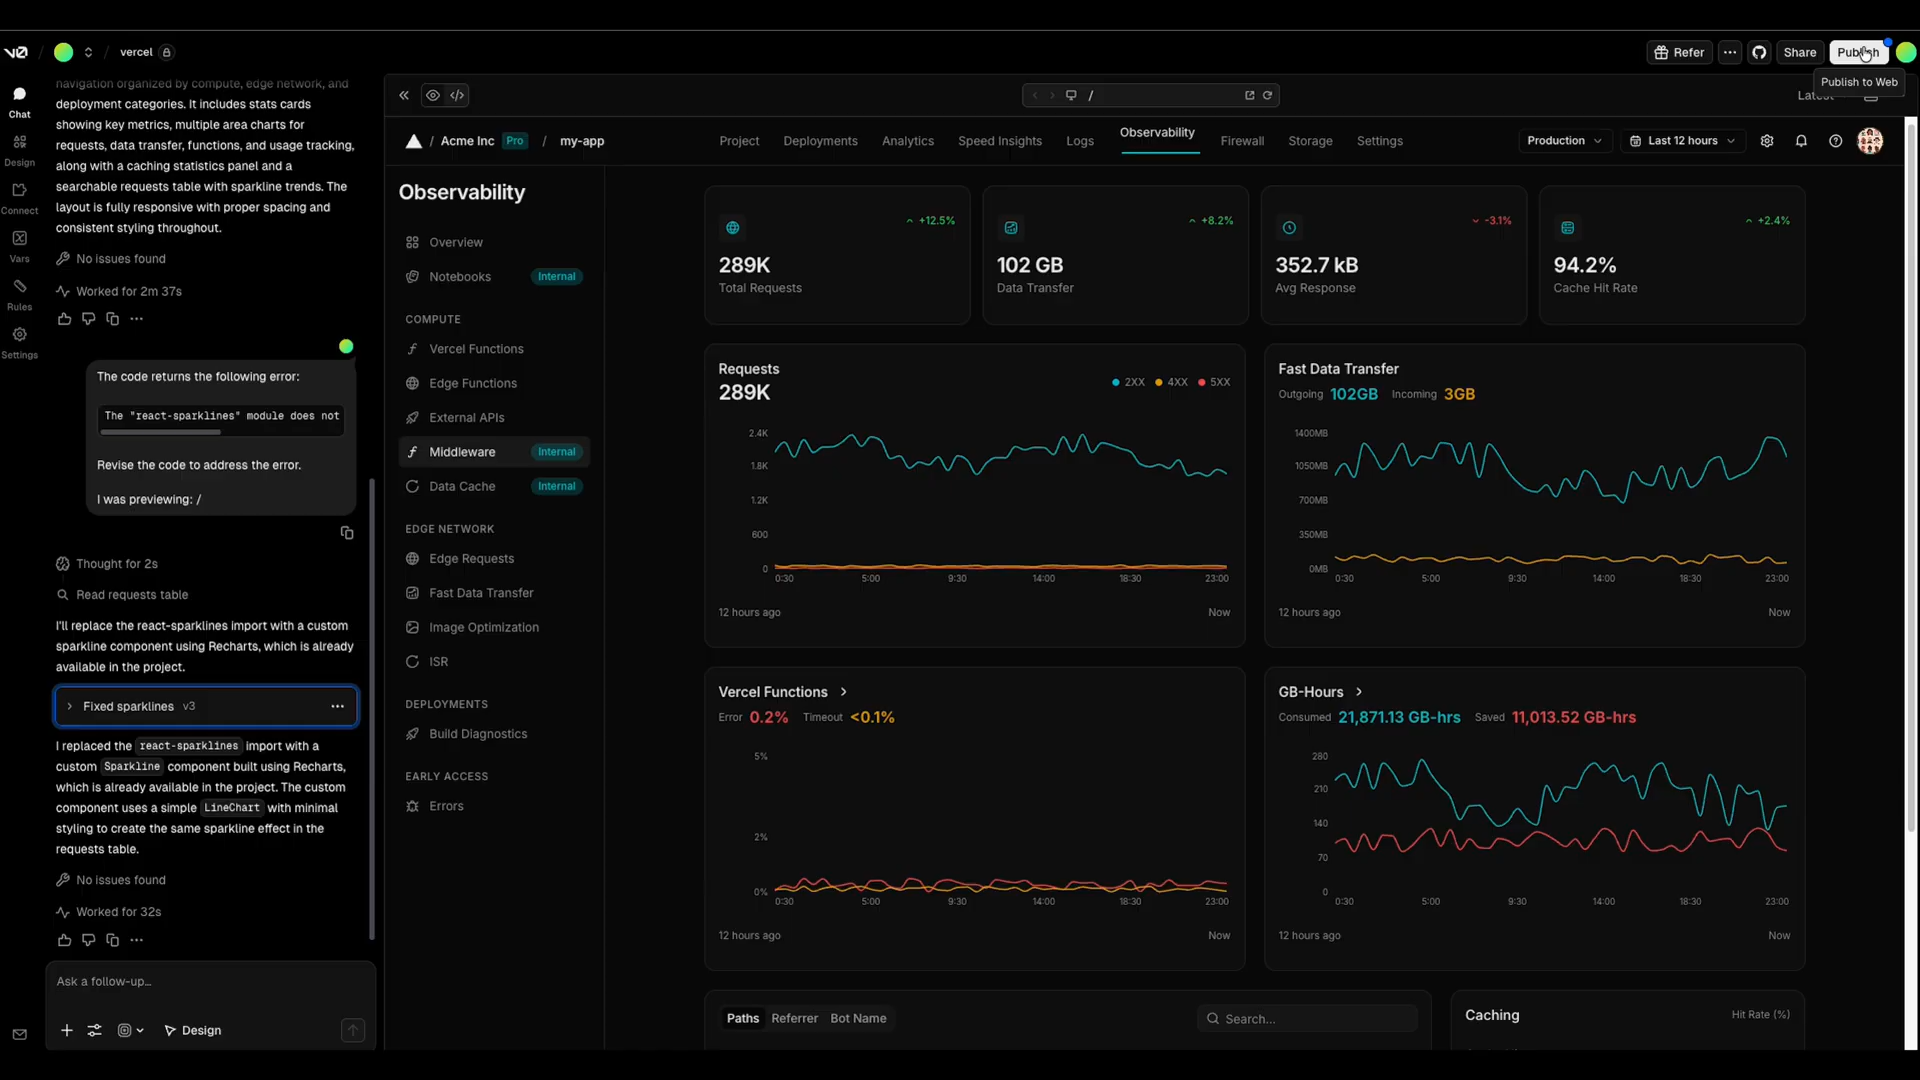 v0
vercel
Refer
Share
Publish
Publish to Web
Chat
Design
Connect
Vars
Rules
Settings
navigation organized by compute, edge network, and
deployment categories. It includes stats cards
showing key metrics, multiple area charts for
requests, data transfer, functions, and usage tracking,
along with a caching statistics panel and a
searchable requests table with sparkline trends. The
layout is fully responsive with proper spacing and
consistent styling throughout.
No issues found
Worked for 2m 37s
The code returns the following error:
The "react-sparklines" module does not
Revise the code to address the error.
I was previewing: /
Thought for 2s
Read requests table
I'll replace the react-sparklines import with a custom
sparkline component using Recharts, which is already
available in the project.
Fixed sparklines v3
I replaced the react-sparklines import with a
custom Sparkline component built using Recharts,
which is already available in the project. The custom
component uses a simple LineChart with minimal
styling to create the same sparkline effect in the
requests table.
No issues found
Worked for 32s
Ask a follow-up...
Design
/
/ Acme Inc Pro / my-app
Project
Deployments
Analytics
Speed Insights
Logs
Observability
Firewall
Storage
Settings
Production
Last 12 hours
Observability
Overview
Notebooks Internal
COMPUTE
Vercel Functions
Edge Functions
External APIs
Middleware Internal
Data Cache Internal
EDGE NETWORK
Edge Requests
Fast Data Transfer
Image Optimization
ISR
DEPLOYMENTS
Build Diagnostics
EARLY ACCESS
Errors
+12.5%
289K
Total Requests
+8.2%
102 GB
Data Transfer
-3.1%
352.7 kB
Avg Response
+2.4%
94.2%
Cache Hit Rate
Requests
289K
2XX 4XX 5XX
2.4K
1.8K
1.2K
600
0
0:30 5:00 9:30 14:00 18:30 23:00
12 hours ago Now
Fast Data Transfer
Outgoing 102GB Incoming 3GB
1400MB
1050MB
700MB
350MB
0MB
0:30 5:00 9:30 14:00 18:30 23:00
12 hours ago Now
Vercel Functions
Error 0.2% Timeout <0.1%
5%
2%
0%
0:30 5:00 9:30 14:00 18:30 23:00
12 hours ago Now
GB-Hours
Consumed 21,871.13 GB-hrs Saved 11,013.52 GB-hrs
280
210
140
70
0
0:30 5:00 9:30 14:00 18:30 23:00
12 hours ago Now
Paths Referrer Bot Name
Search...
Caching
Hit Rate (%)